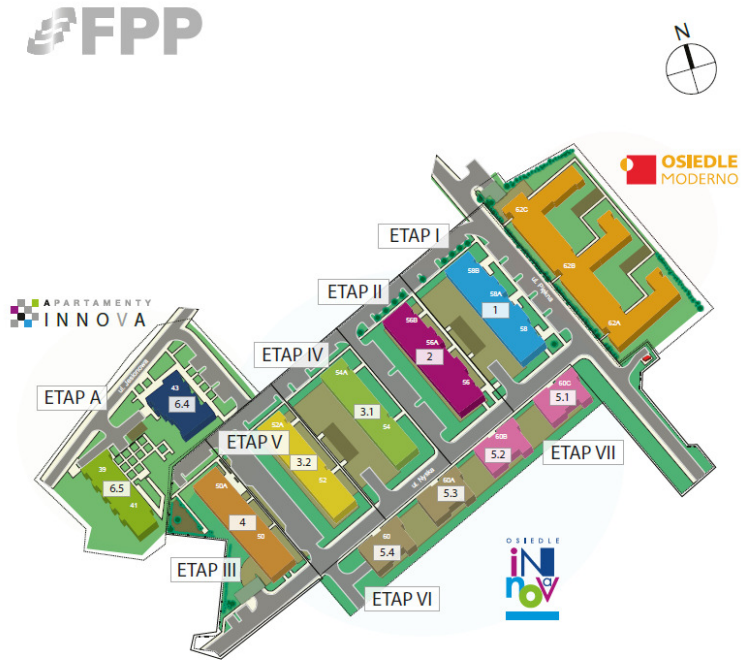 FPP
N
OSIEDLE
MODERNO
62C
ETAP I
ul. Piękna
62B
58B
58A
1
58
62A
ETAP II
56B
56A
2
56
APARTAMENTY
INNOVA
ETAP IV
54A
3.1
54
60C
5.1
ETAP A
43
6.4
ETAP V
52A
3.2
52
60B
5.2
ETAP VII
39
6.5
41
50A
4
50
60A
5.3
60
5.4
ETAP III
ETAP VI
OSIEDLE
iNNova